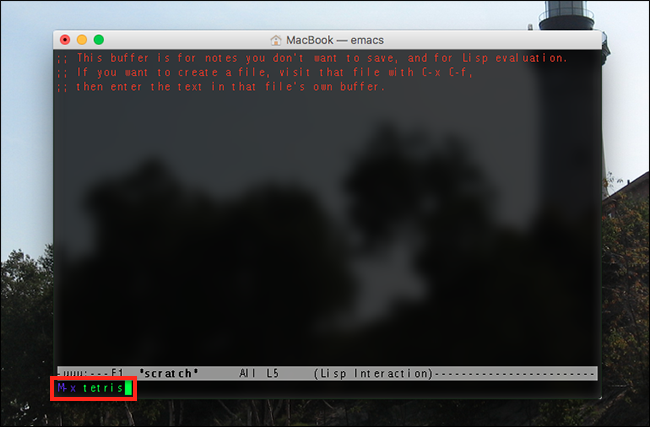 MacBook — emacs
;; This buffer is for notes you don't want to save, and for Lisp evaluation.
;; If you want to create a file, visit that file with C-x C-f,
;; then enter the text in that file's own buffer.
-uuu:---F1  *scratch*      All L5     (Lisp Interaction)------------------------
M-x tetris